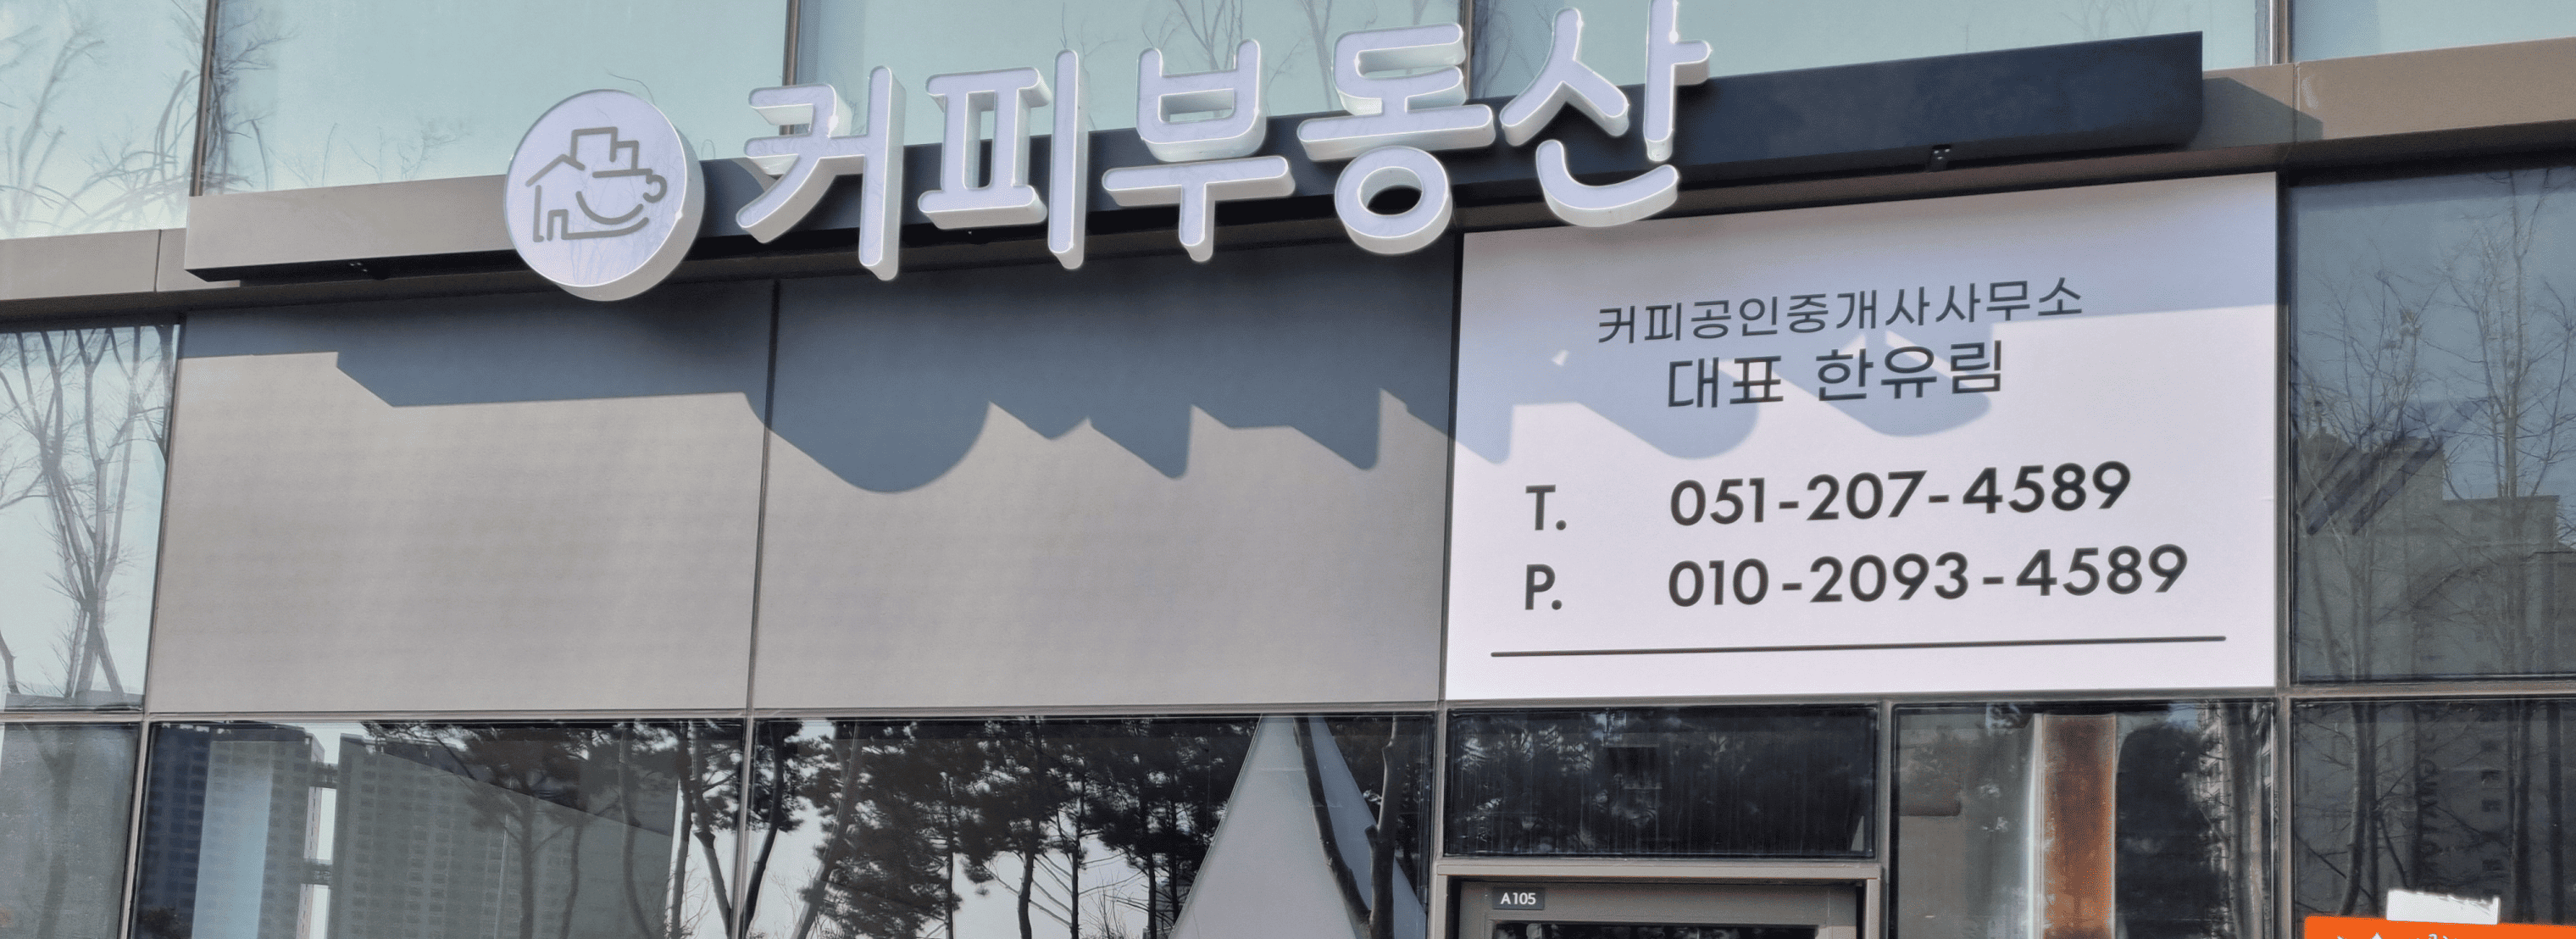 커피부동산
커피공인중개사사무소
대표 한유림
T. 051-207-4589
P. 010-2093-4589
A105